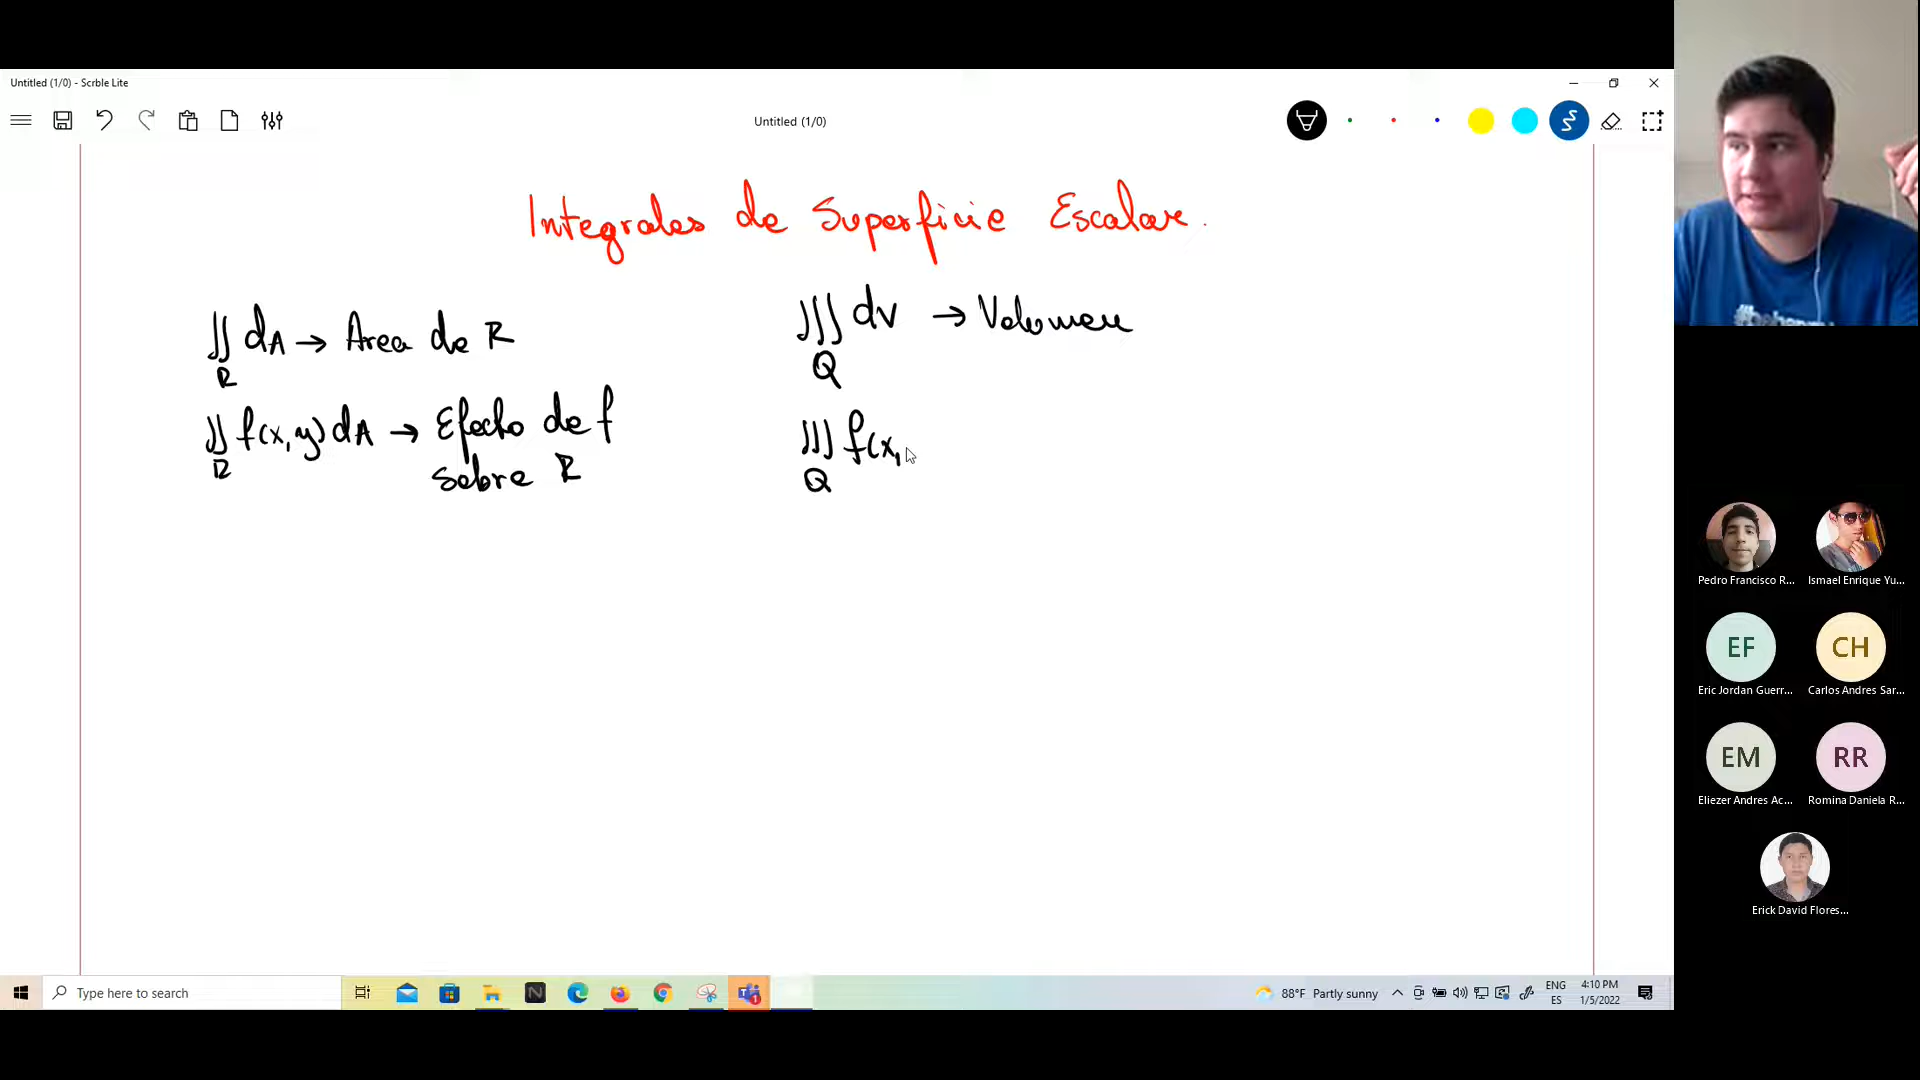 Untitled (1/0) - Scrble Lite
Untitled (1/0)
Integrales de Superficie Escalar.
∬ dA → Area de R
R
∬ f(x,y) dA → Efecto de f
R
sobre R
∭ dv → Volumen
Q
∭ f(x,
Q
Pedro Francisco R...
Ismael Enrique Yu...
EF
CH
Eric Jordan Guerr...
Carlos Andres Sar...
EM
RR
Eliezer Andres Ac...
Romina Daniela R...
Erick David Flores...
Type here to search
88°F Partly sunny
ENG
ES
4:10 PM
1/5/2022